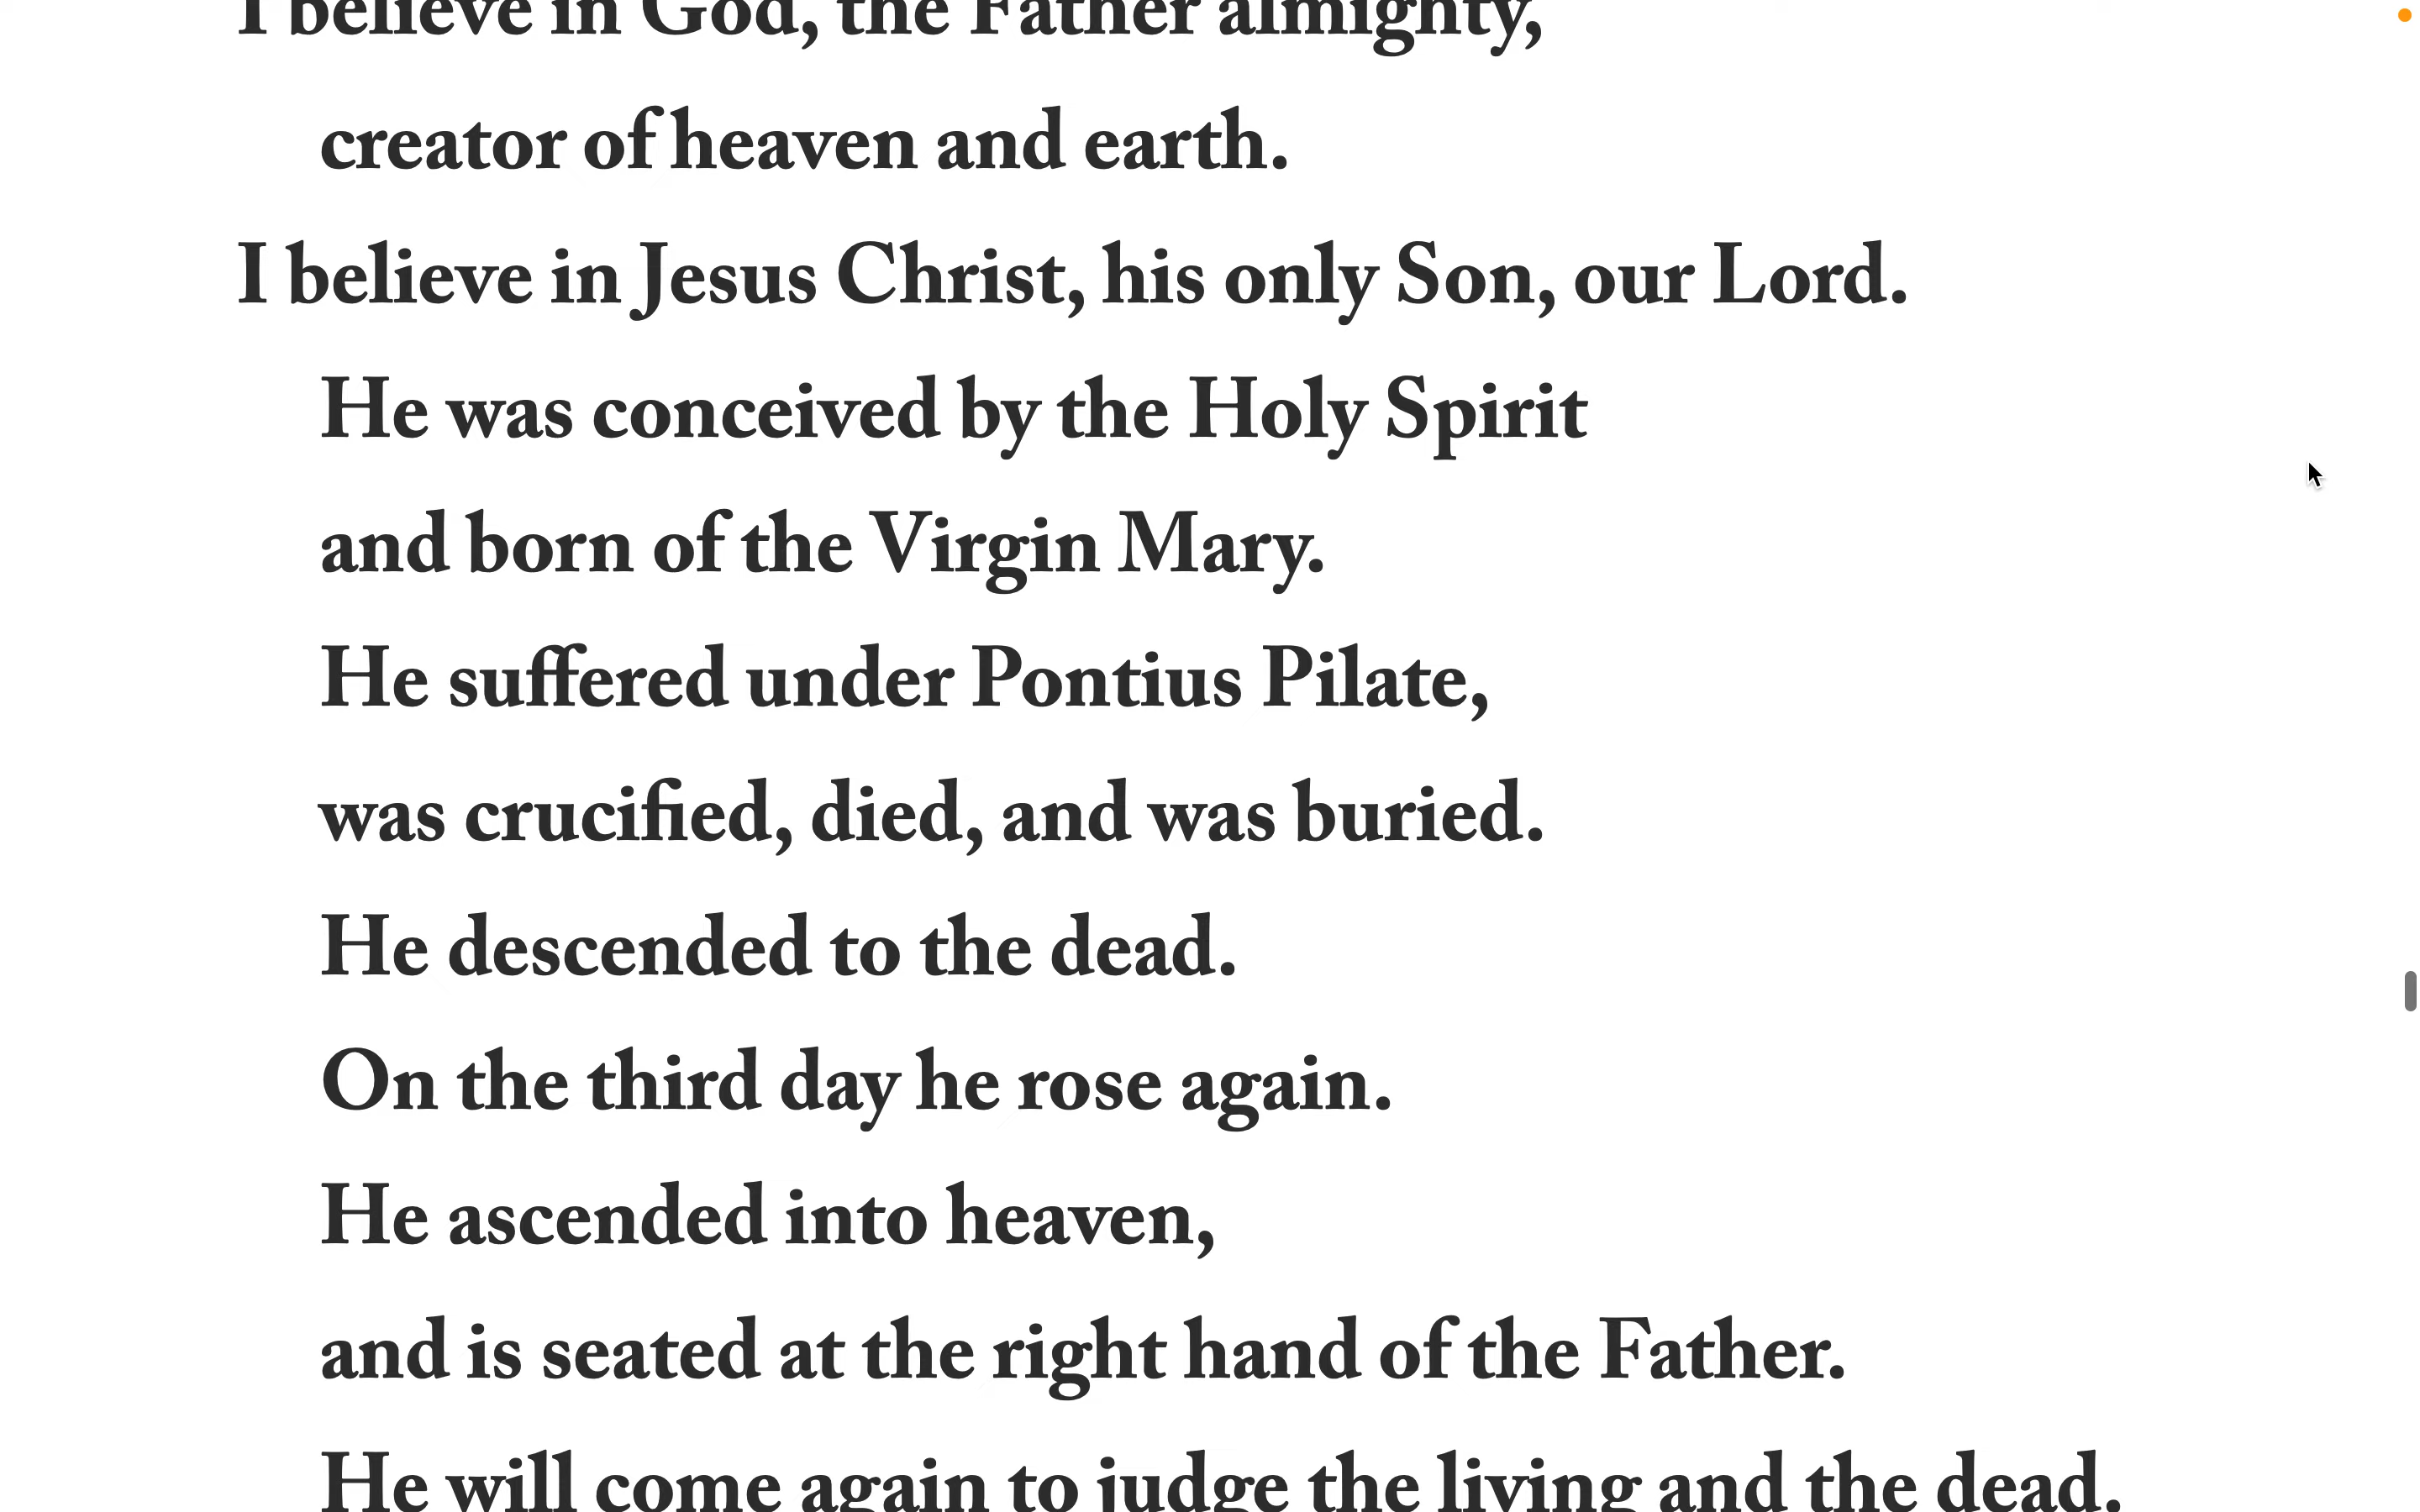 I believe in God, the Father almighty,
creator of heaven and earth.
I believe in Jesus Christ, his only Son, our Lord.
He was conceived by the Holy Spirit
and born of the Virgin Mary.
He suffered under Pontius Pilate,
was crucified, died, and was buried.
He descended to the dead.
On the third day he rose again.
He ascended into heaven,
and is seated at the right hand of the Father.
He will come again to judge the living and the dead.